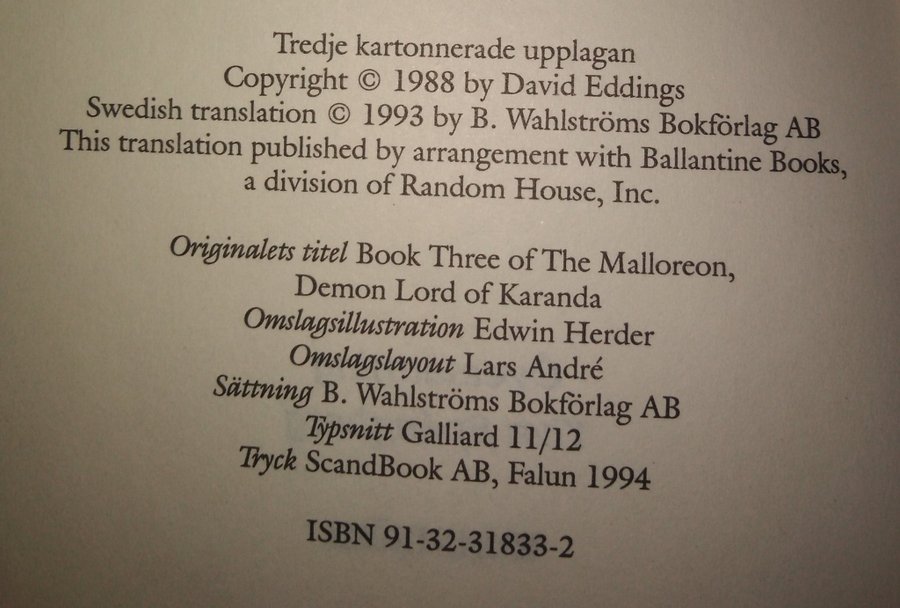 Tredje kartonnerade upplagan
Copyright © 1988 by David Eddings
Swedish translation © 1993 by B. Wahlströms Bokförlag AB
This translation published by arrangement with Ballantine Books,
a division of Random House, Inc.
Originalets titel Book Three of The Malloreon,
Demon Lord of Karanda
Omslagsillustration Edwin Herder
Omslagslayout Lars André
Sättning B. Wahlströms Bokförlag AB
Typsnitt Galliard 11/12
Tryck ScandBook AB, Falun 1994
ISBN 91-32-31833-2